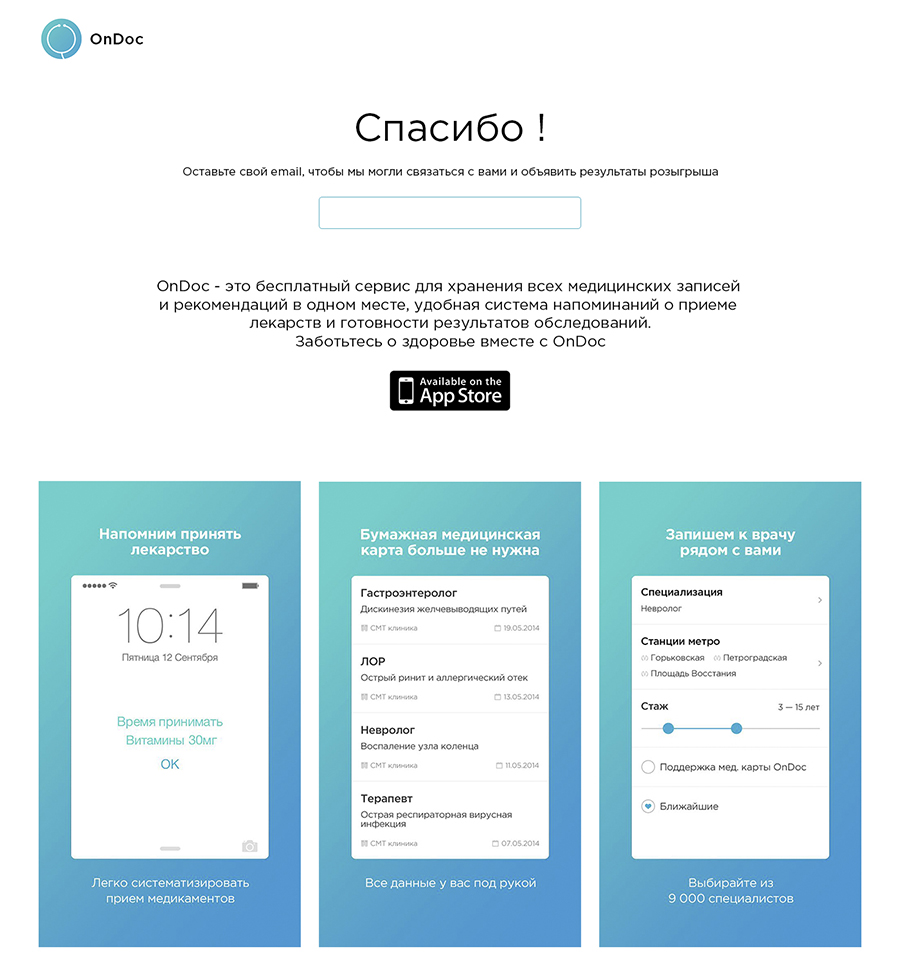 OnDoc
Спасибо !
Оставьте свой email, чтобы мы могли связаться с вами и объявить результаты розыгрыша
OnDoc - это бесплатный сервис для хранения всех медицинских записей
и рекомендаций в одном месте, удобная система напоминаний о приеме
лекарств и готовности результатов обследований.
Заботьтесь о здоровье вместе с OnDoc
Available on the
App Store
Напомним принять
лекарство
10:14
Пятница 12 Сентября
Время принимать
Витамины 30мг
OK
Легко систематизировать
прием медикаментов
Бумажная медицинская
карта больше не нужна
Гастроэнтеролог
Дискинезия желчевыводящих путей
СМТ клиника 19.05.2014
ЛОР
Острый ринит и аллергический отек
СМТ клиника 13.05.2014
Невролог
Воспаление узла коленца
СМТ клиника 11.05.2014
Терапевт
Острая респираторная вирусная
инфекция
СМТ клиника 07.05.2014
Все данные у вас под рукой
Запишем к врачу
рядом с вами
Специализация
Невролог
Станции метро
Горьковская Петроградская
Площадь Восстания
Стаж 3 — 15 лет
Поддержка мед. карты OnDoc
Ближайшие
Выбирайте из
9 000 специалистов